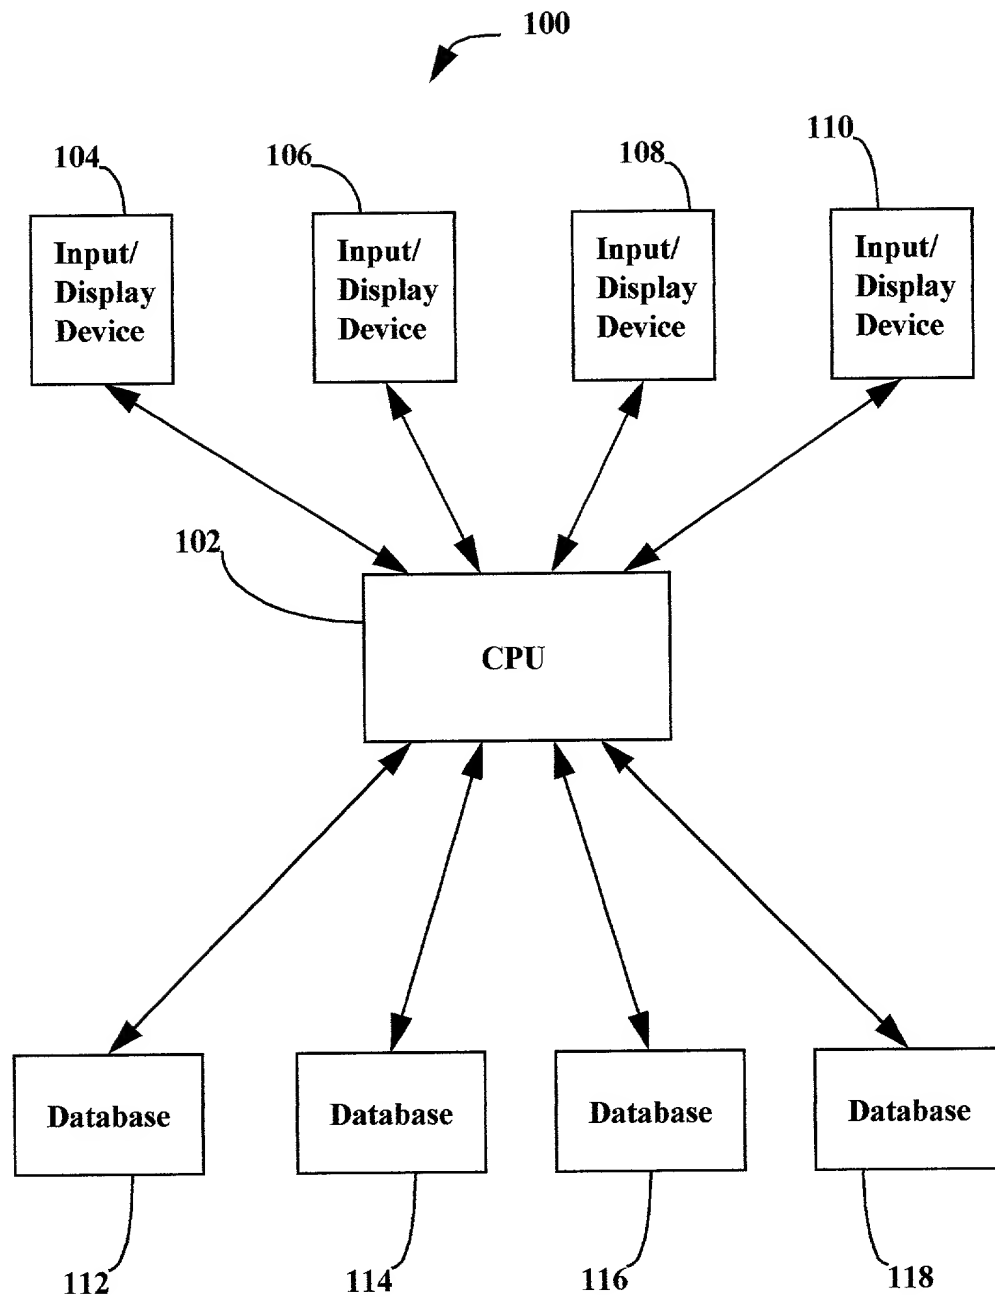 100
104
106
108
110
Input/
Display
Device
Input/
Display
Device
Input/
Display
Device
Input/
Display
Device
102
CPU
Database
Database
Database
Database
112
114
116
118